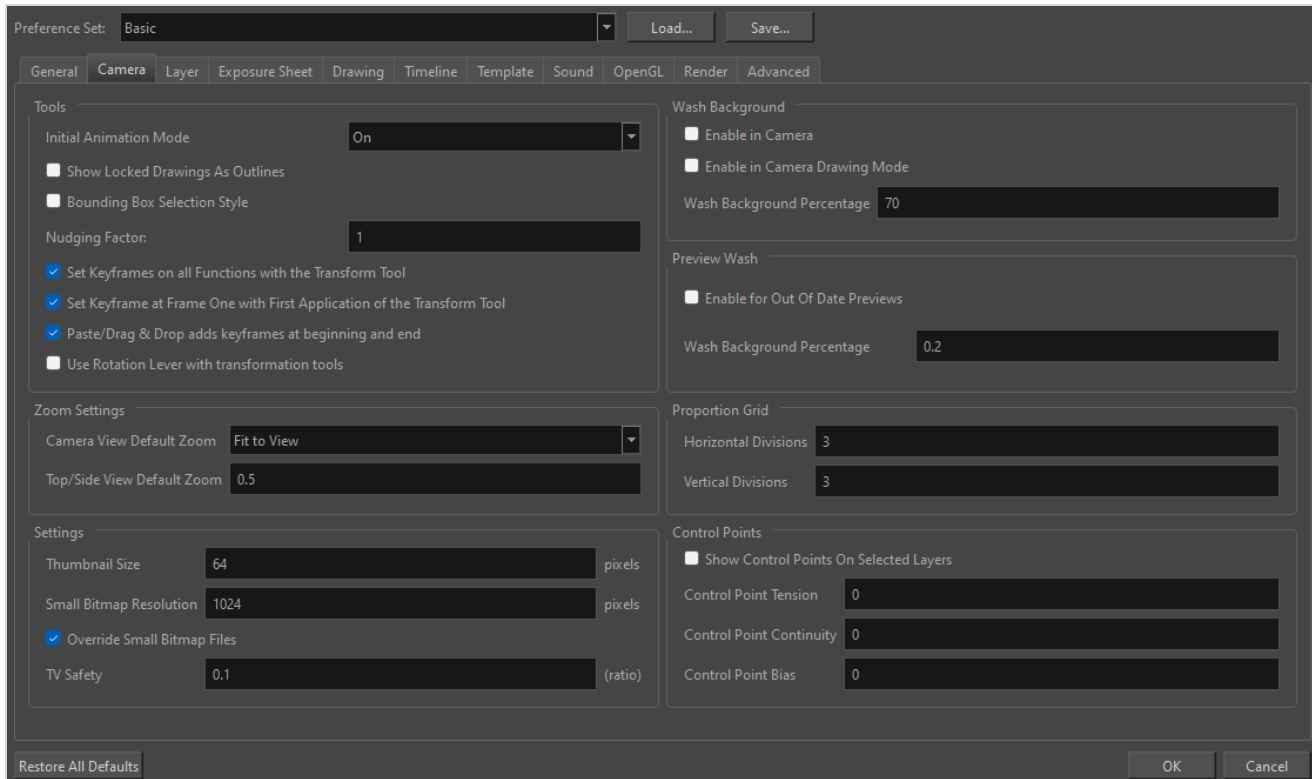 Preference Set: Basic Load... Save...
General Camera Layer Exposure Sheet Drawing Timeline Template Sound OpenGL Render Advanced
Tools
Initial Animation Mode On
Show Locked Drawings As Outlines
Bounding Box Selection Style
Nudging Factor: 1
Set Keyframes on all Functions with the Transform Tool
Set Keyframe at Frame One with First Application of the Transform Tool
Paste/Drag & Drop adds keyframes at beginning and end
Use Rotation Lever with transformation tools
Zoom Settings
Camera View Default Zoom Fit to View
Top/Side View Default Zoom 0.5
Settings
Thumbnail Size 64 pixels
Small Bitmap Resolution 1024 pixels
Override Small Bitmap Files
TV Safety 0.1 (ratio)
Wash Background
Enable in Camera
Enable in Camera Drawing Mode
Wash Background Percentage 70
Preview Wash
Enable for Out Of Date Previews
Wash Background Percentage 0.2
Proportion Grid
Horizontal Divisions 3
Vertical Divisions 3
Control Points
Show Control Points On Selected Layers
Control Point Tension 0
Control Point Continuity 0
Control Point Bias 0
Restore All Defaults OK Cancel